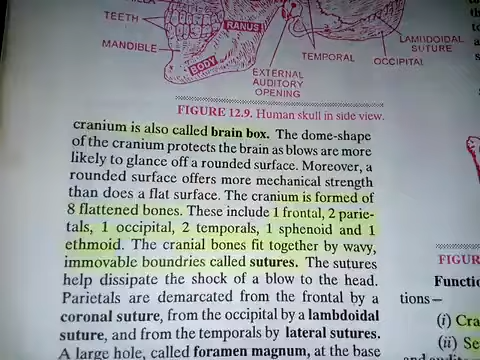 TEETH
MANDIBLE
RANUS
BODY
EXTERNAL
AUDITORY
OPENING
TEMPORAL
LAMBDOIDAL
SUTURE
OCCIPITAL
FIGURE 12.9. Human skull in side view.
cranium is also called brain box. The dome-shape
of the cranium protects the brain as blows are more
likely to glance off a rounded surface. Moreover, a
rounded surface offers more mechanical strength
than does a flat surface. The cranium is formed of
8 flattened bones. These include 1 frontal, 2 parie-
tals, 1 occipital, 2 temporals, 1 sphenoid and 1
ethmoid. The cranial bones fit together by wavy,
immovable boundries called sutures. The sutures
help dissipate the shock of a blow to the head.
Parietals are demarcated from the frontal by a
coronal suture, from the occipital by a lambdoidal
suture, and from the temporals by lateral sutures.
A large hole, called foramen magnum, at the base
FIGUR
Functio
tions—
(i) Cra
(ii) Se